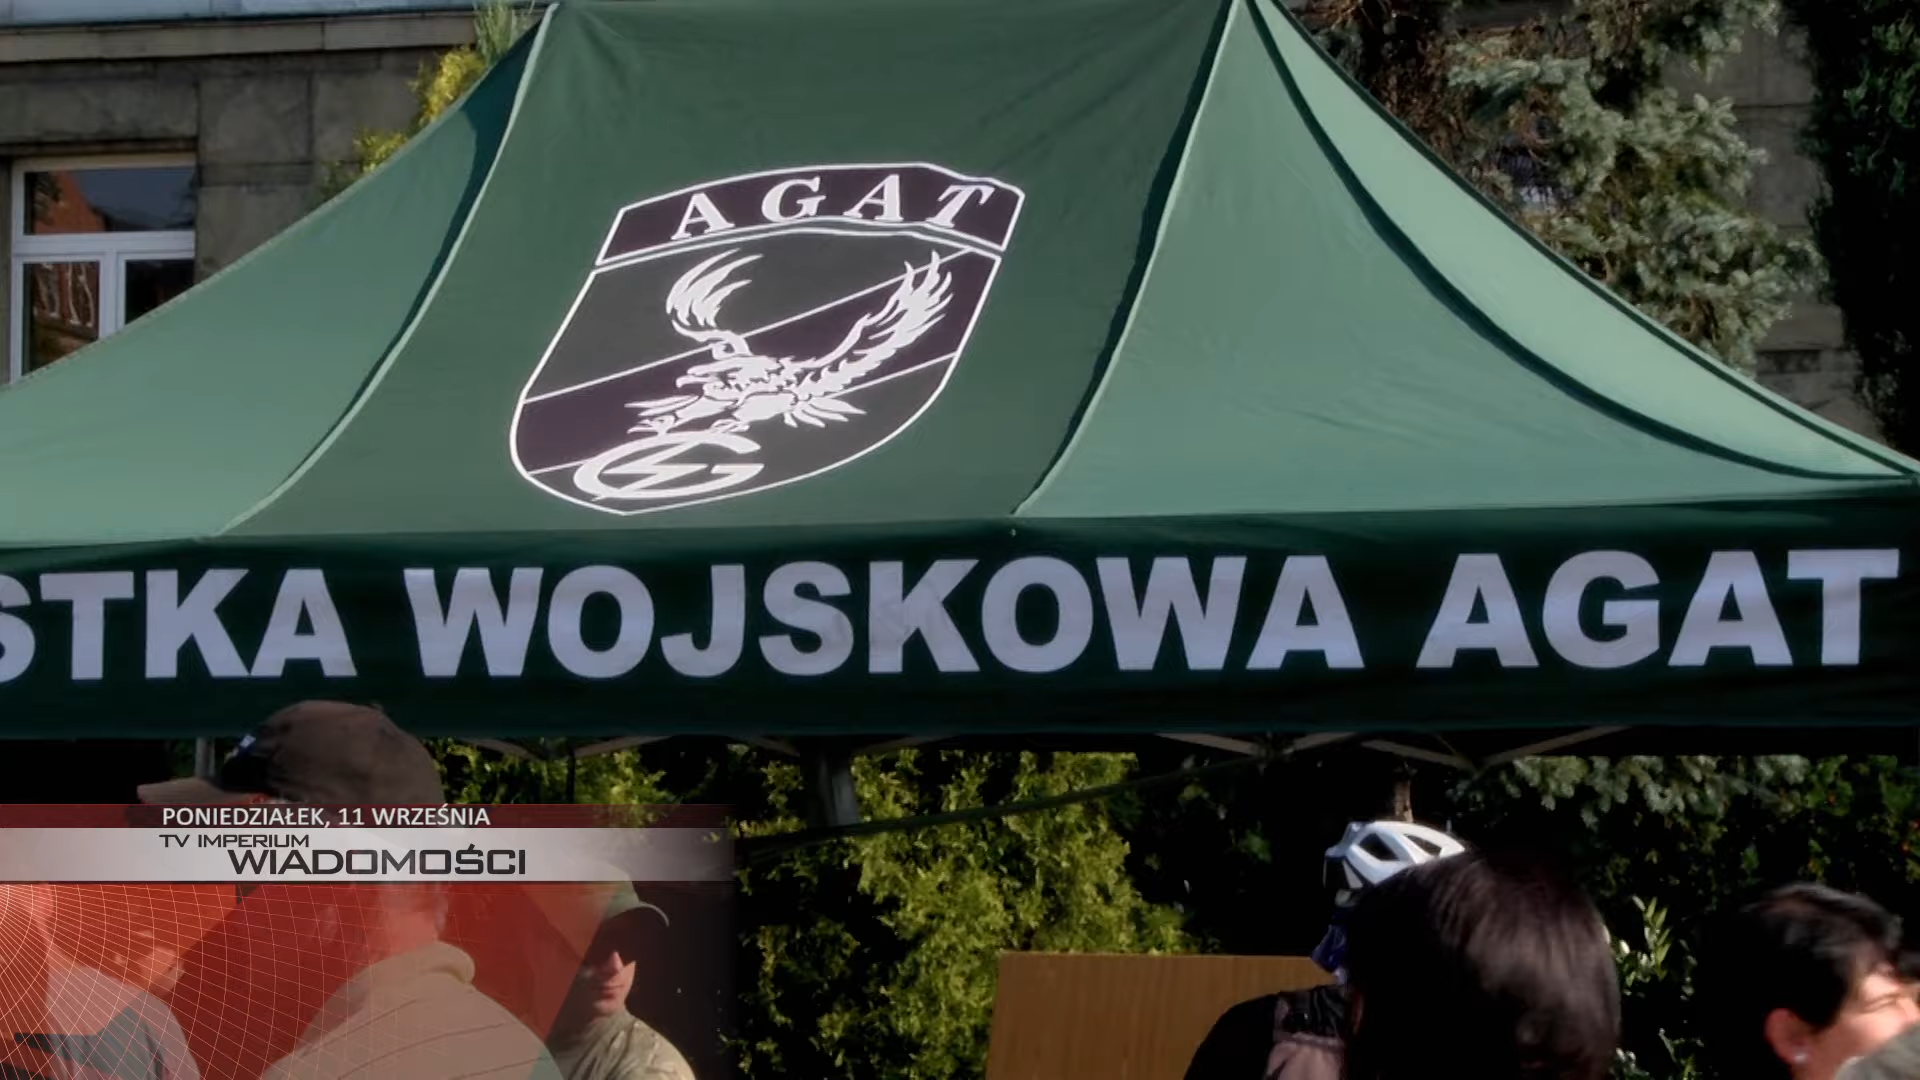 AGAT
STKA WOJSKOWA AGAT
PONIEDZIAŁEK, 11 WRZEŚNIA
TV IMPERIUM
WIADOMOŚCI